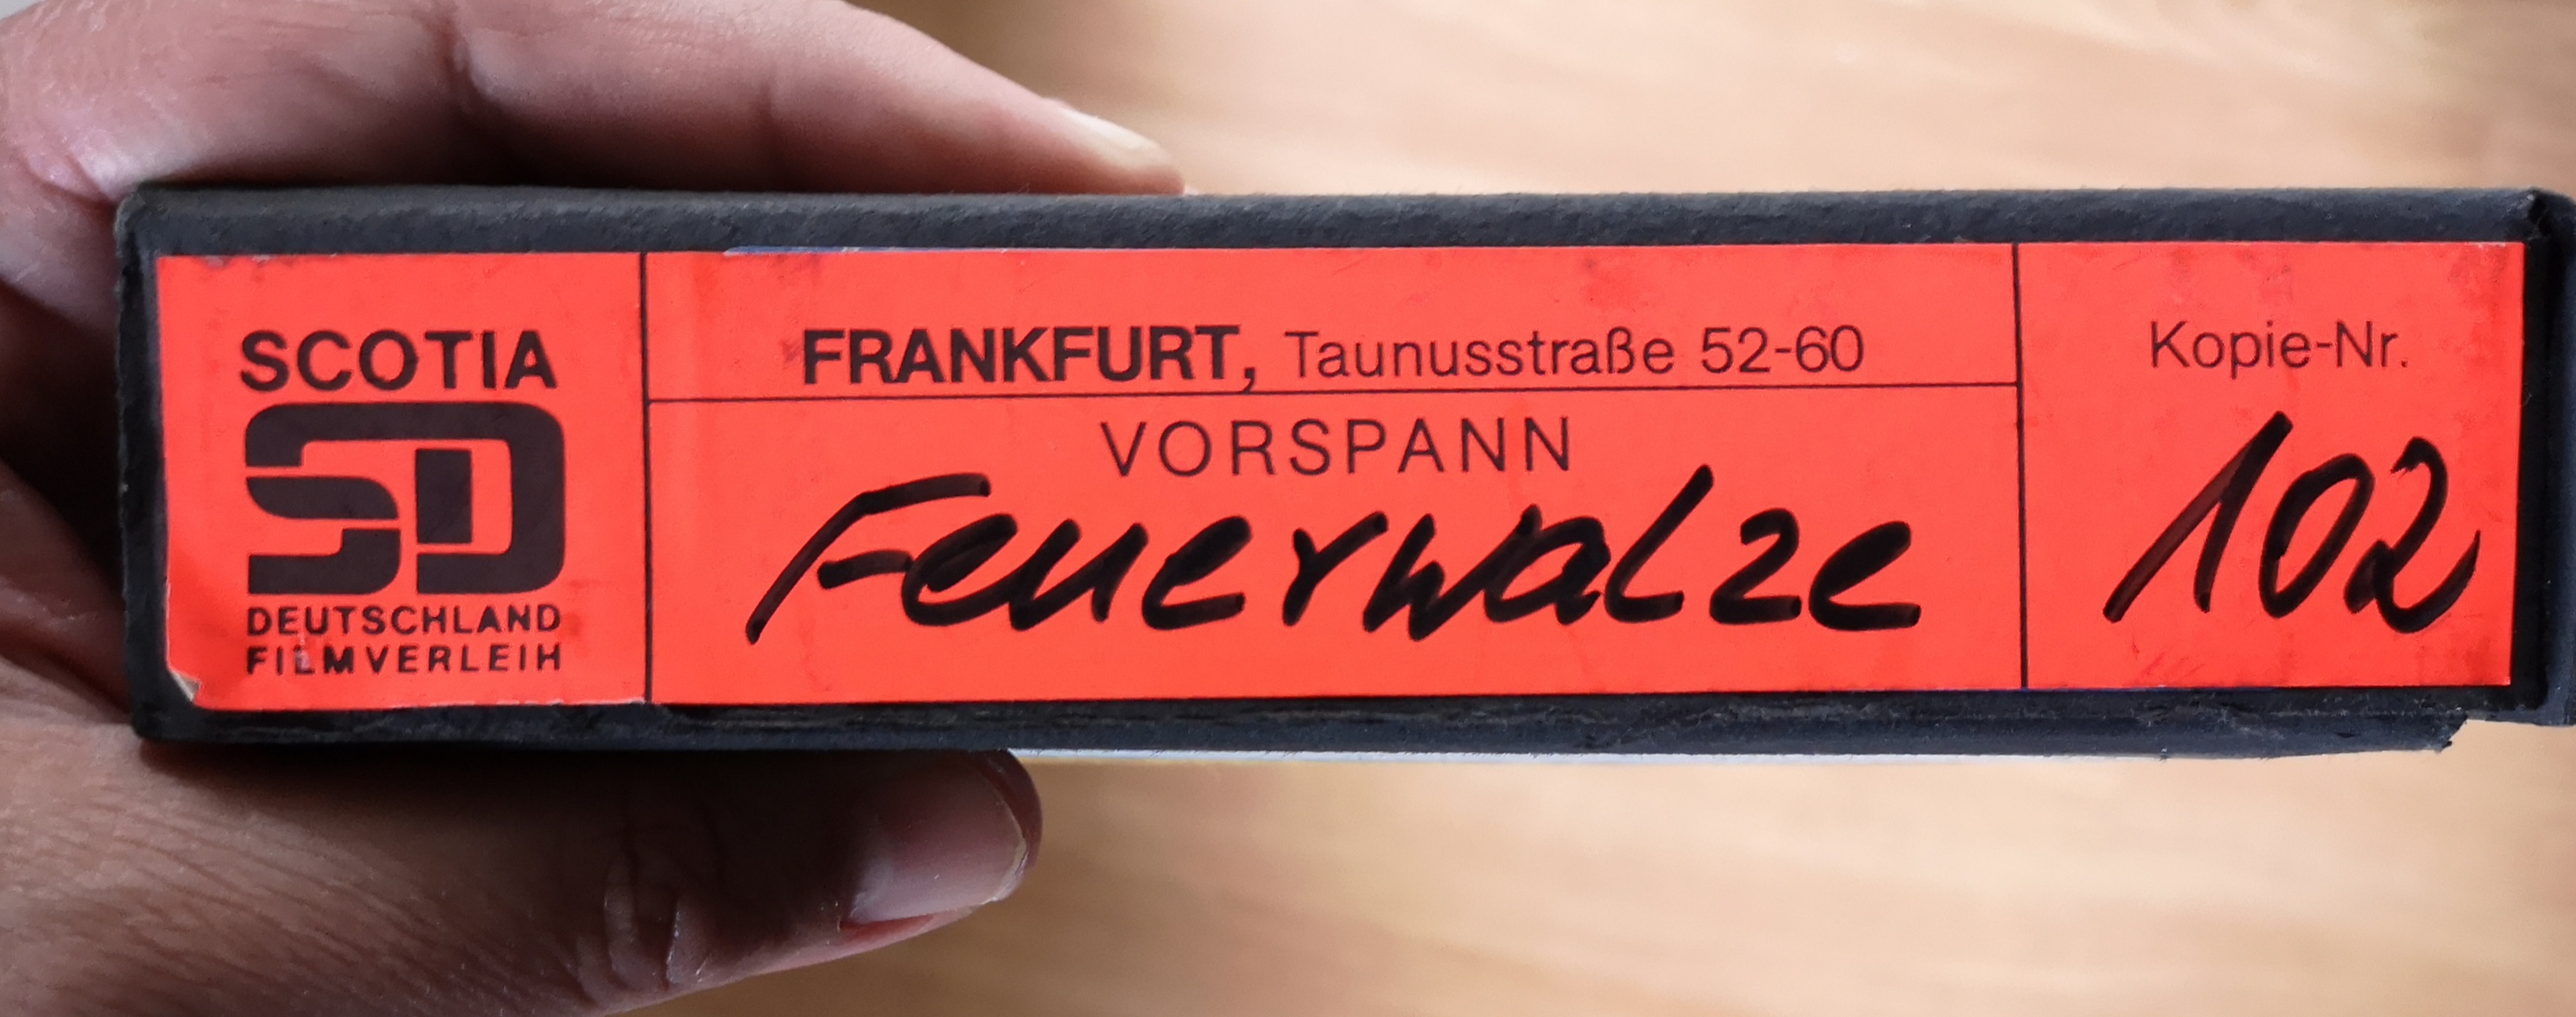 SCOTIA
SD
DEUTSCHLAND
FILMVERLEIH
FRANKFURT, Taunusstraße 52-60
VORSPANN
Feuerwalze
Kopie-Nr.
102